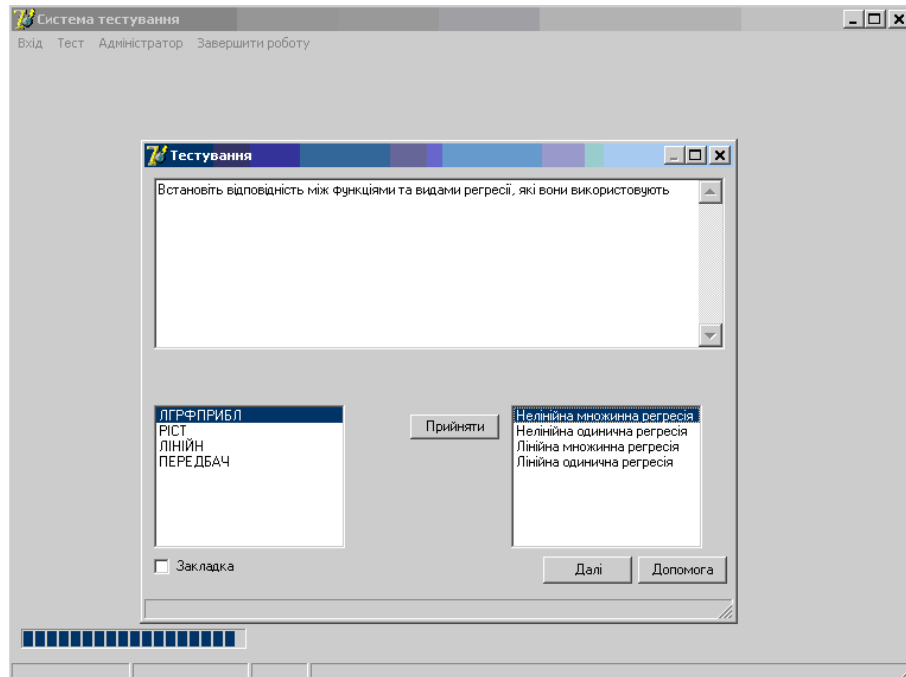 Система тестування
Вхід Тест Адміністратор Завершити роботу
Тестування
Встановіть відповідність між функціями та видами регресії, які вони використовують
ЛГРФПРИБЛ
РІСТ
ЛІНІЙН
ПЕРЕДБАЧ
Прийняти
Нелінійна множинна регресія
Нелінійна одинична регресія
Лінійна множинна регресія
Лінійна одинична регресія
Закладка
Далі
Допомога